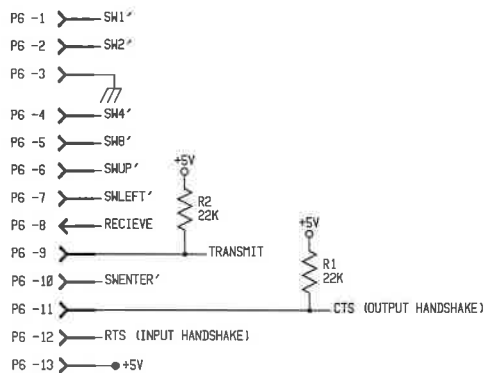 P6 -1 SW1'
P6 -2 SW2'
P6 -3
P6 -4 SW4'
P6 -5 SW8'
P6 -6 SWUP'
+5V
P6 -7 SWLEFT'
R2
22K
P6 -8 RECIEVE
+5V
P6 -9 TRANSMIT
R1
22K
P6 -10 SWENTER'
P6 -11 CTS (OUTPUT HANDSHAKE)
P6 -12 RTS (INPUT HANDSHAKE)
P6 -13 +5V